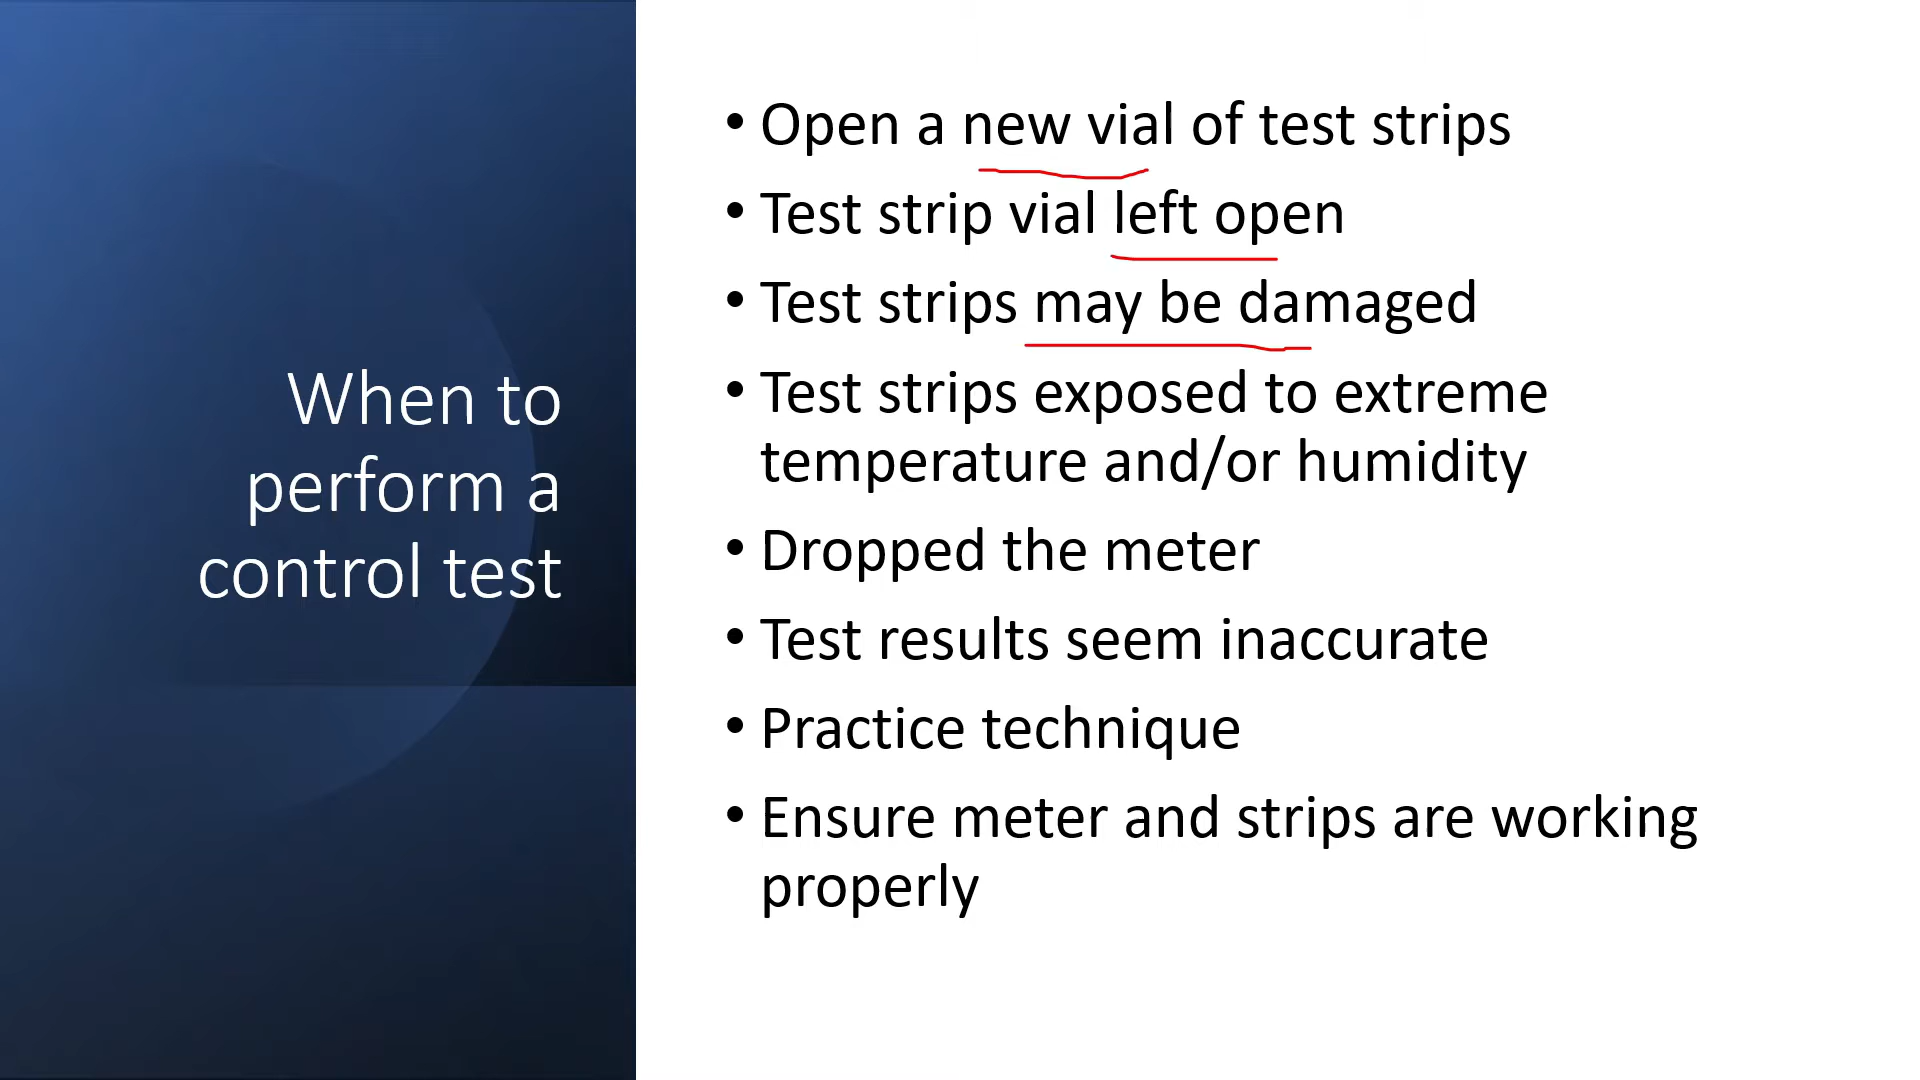 When to
perform a
control test
• Open a new vial of test strips
• Test strip vial left open
• Test strips may be damaged
• Test strips exposed to extreme
temperature and/or humidity
• Dropped the meter
• Test results seem inaccurate
• Practice technique
• Ensure meter and strips are working
properly